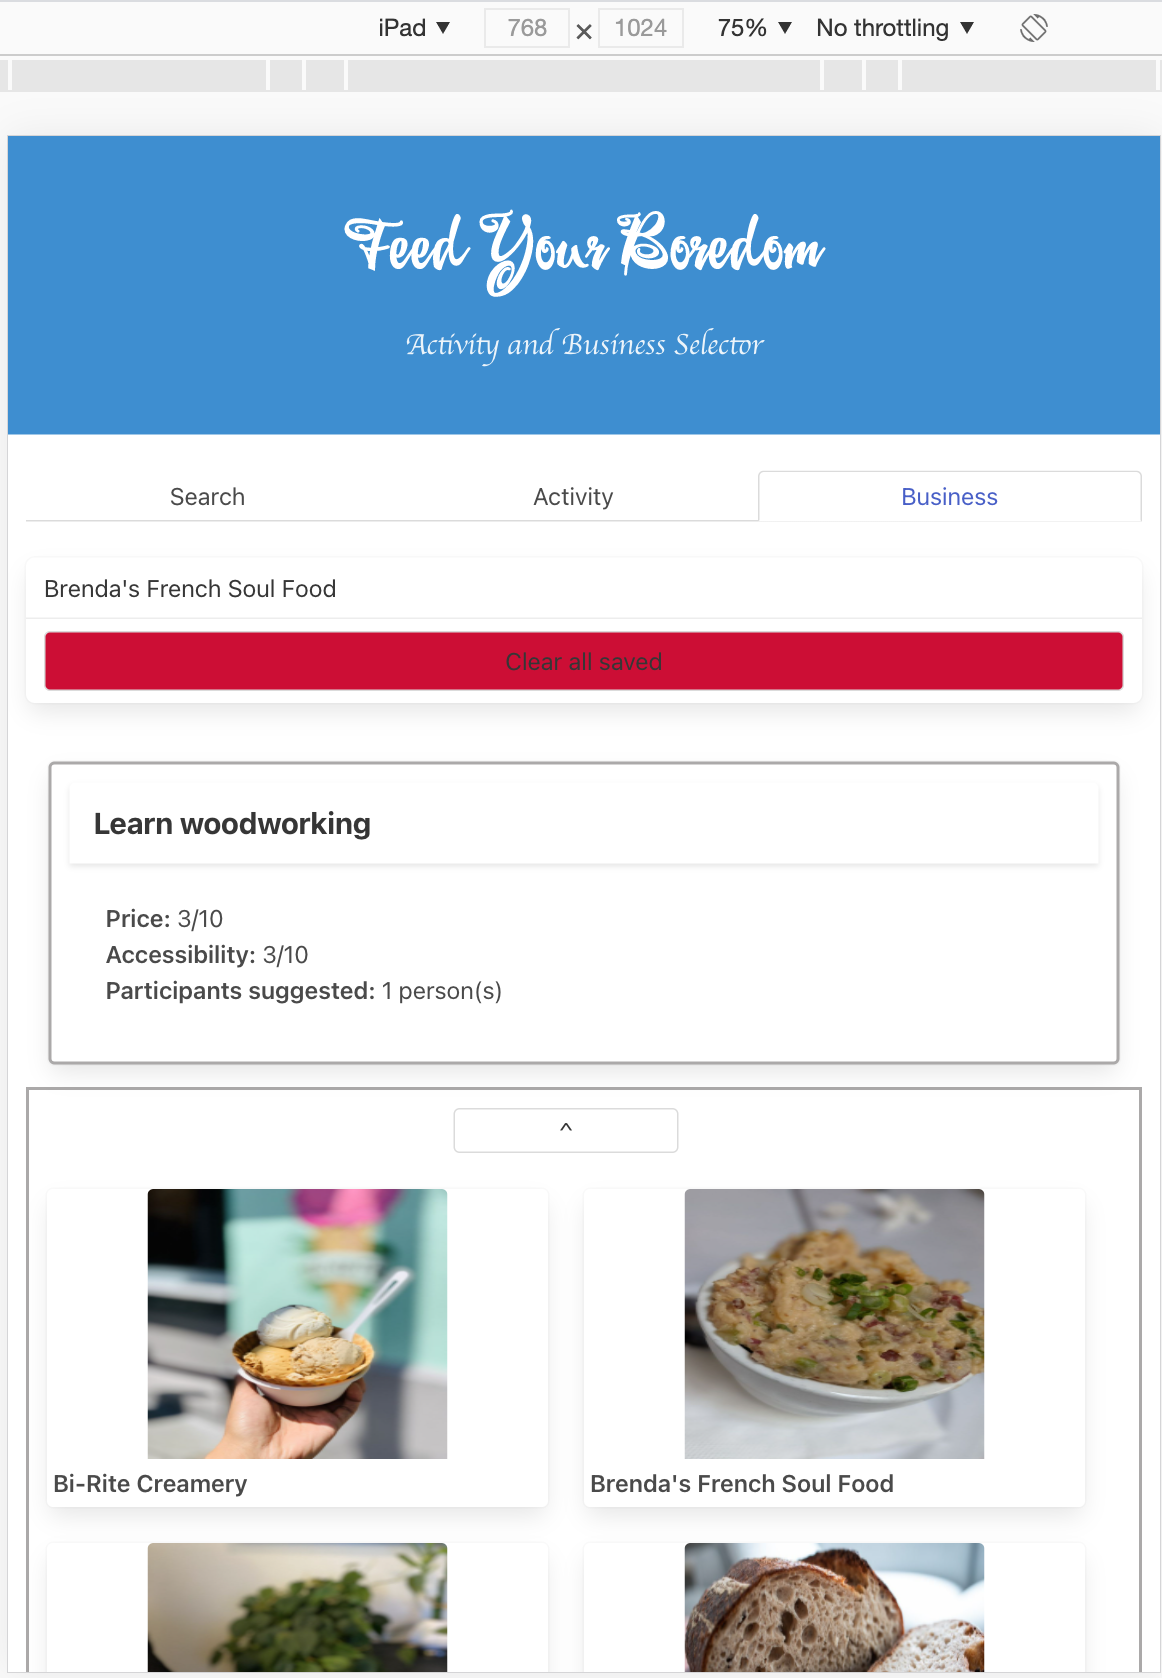 iPad ▼ 768 × 1024 75% ▼ No throttling ▼
Feed Your Boredom
Activity and Business Selector
Search Activity Business
Brenda's French Soul Food
Clear all saved
Learn woodworking
Price: 3/10
Accessibility: 3/10
Participants suggested: 1 person(s)
^
Bi-Rite Creamery Brenda's French Soul Food